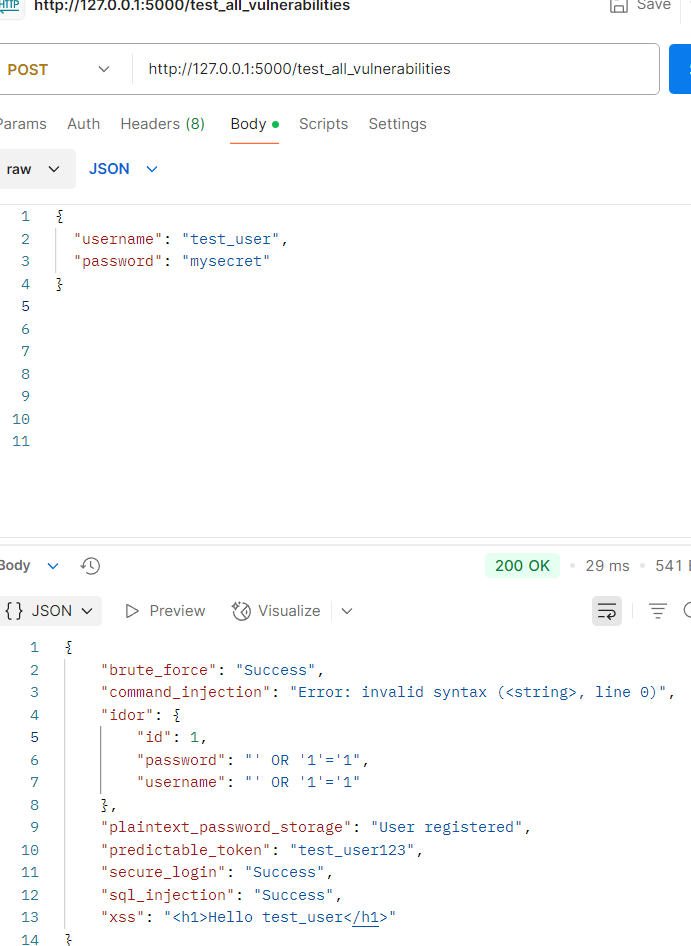 HTTP http://127.0.0.1:5000/test_all_vulnerabilities Save
POST http://127.0.0.1:5000/test_all_vulnerabilities
Params Auth Headers (8) Body Scripts Settings
raw JSON
1 {
2 "username": "test_user",
3 "password": "mysecret"
4 }
5
6
7
8
9
10
11
Body 200 OK • 29 ms • 541
{} JSON Preview Visualize
1 {
2 "brute_force": "Success",
3 "command_injection": "Error: invalid syntax (<string>, line 0)",
4 "idor": {
5 "id": 1,
6 "password": "' OR '1'='1",
7 "username": "' OR '1'='1"
8 },
9 "plaintext_password_storage": "User registered",
10 "predictable_token": "test_user123",
11 "secure_login": "Success",
12 "sql_injection": "Success",
13 "xss": "<h1>Hello test_user</h1>"
14 }